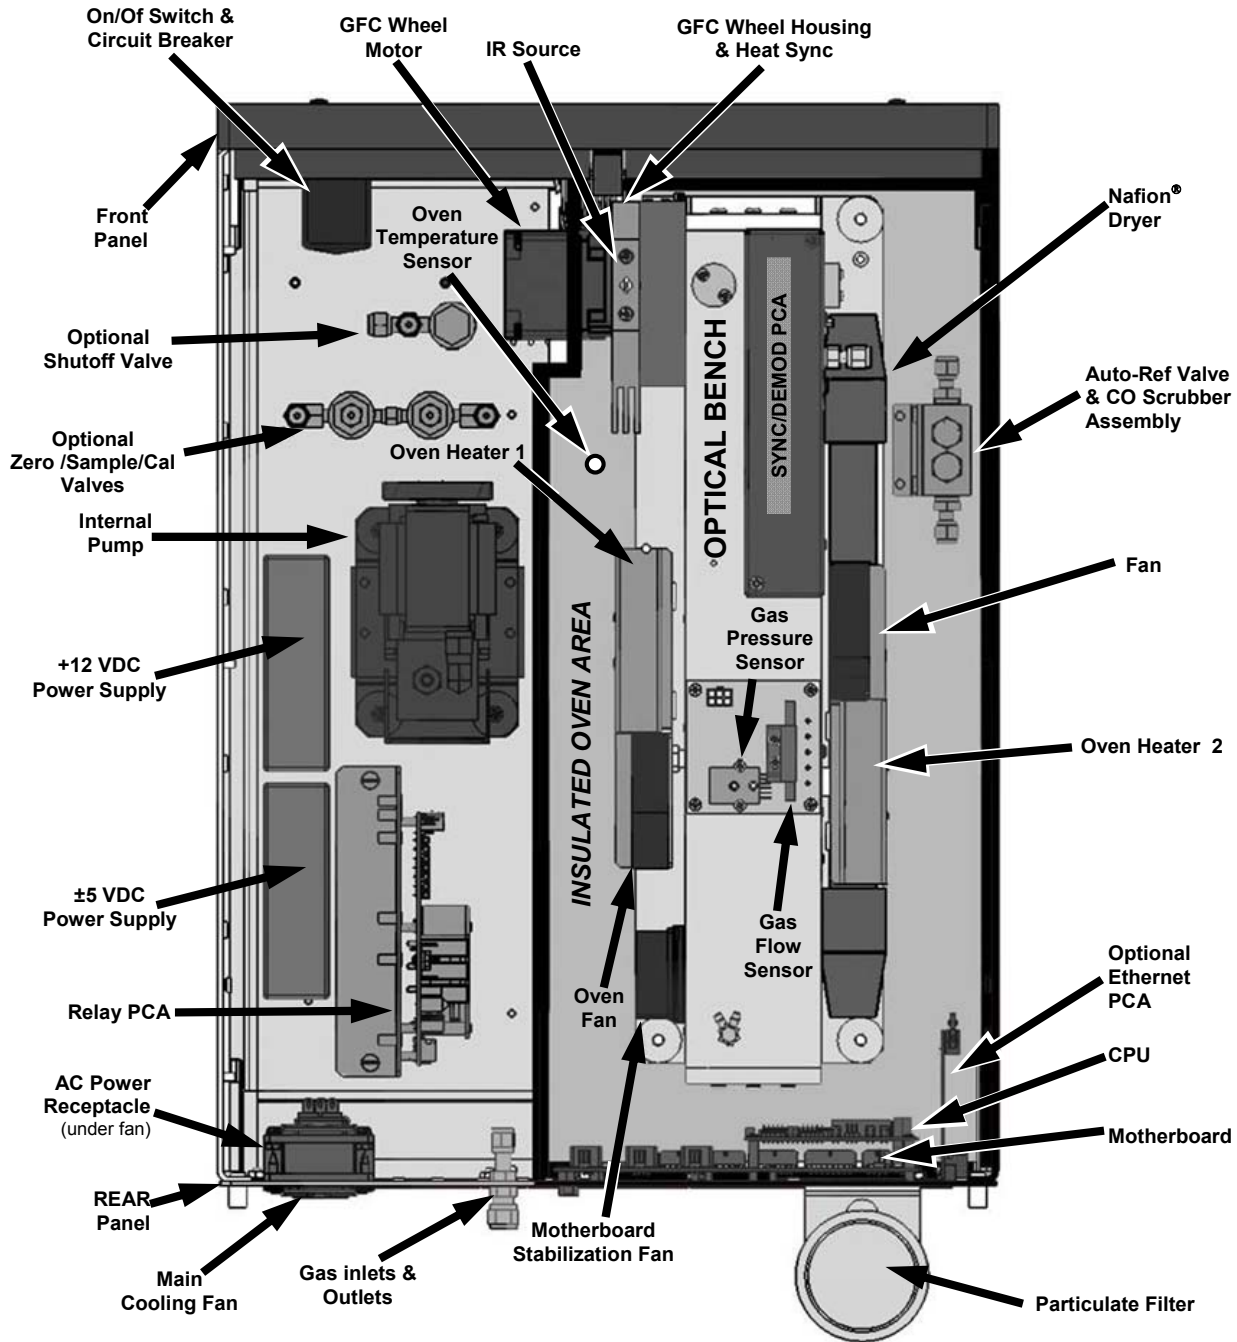 On/Of Switch &
Circuit Breaker
GFC Wheel
Motor
IR Source
GFC Wheel Housing
& Heat Sync
Front
Panel
Oven
Temperature
Sensor
Nafion®
Dryer
Optional
Shutoff Valve
OPTICAL BENCH
SYNC/DEMOD PCA
Auto-Ref Valve
& CO Scrubber
Assembly
Optional
Zero /Sample/Cal
Valves
Oven Heater 1
Internal
Pump
Fan
INSULATED OVEN AREA
Gas
Pressure
Sensor
+12 VDC
Power Supply
Oven Heater 2
±5 VDC
Power Supply
Gas
Flow
Sensor
Optional
Ethernet
PCA
Relay PCA
Oven
Fan
CPU
AC Power
Receptacle
(under fan)
Motherboard
REAR
Panel
Motherboard
Stabilization Fan
Main
Cooling Fan
Gas inlets &
Outlets
Particulate Filter